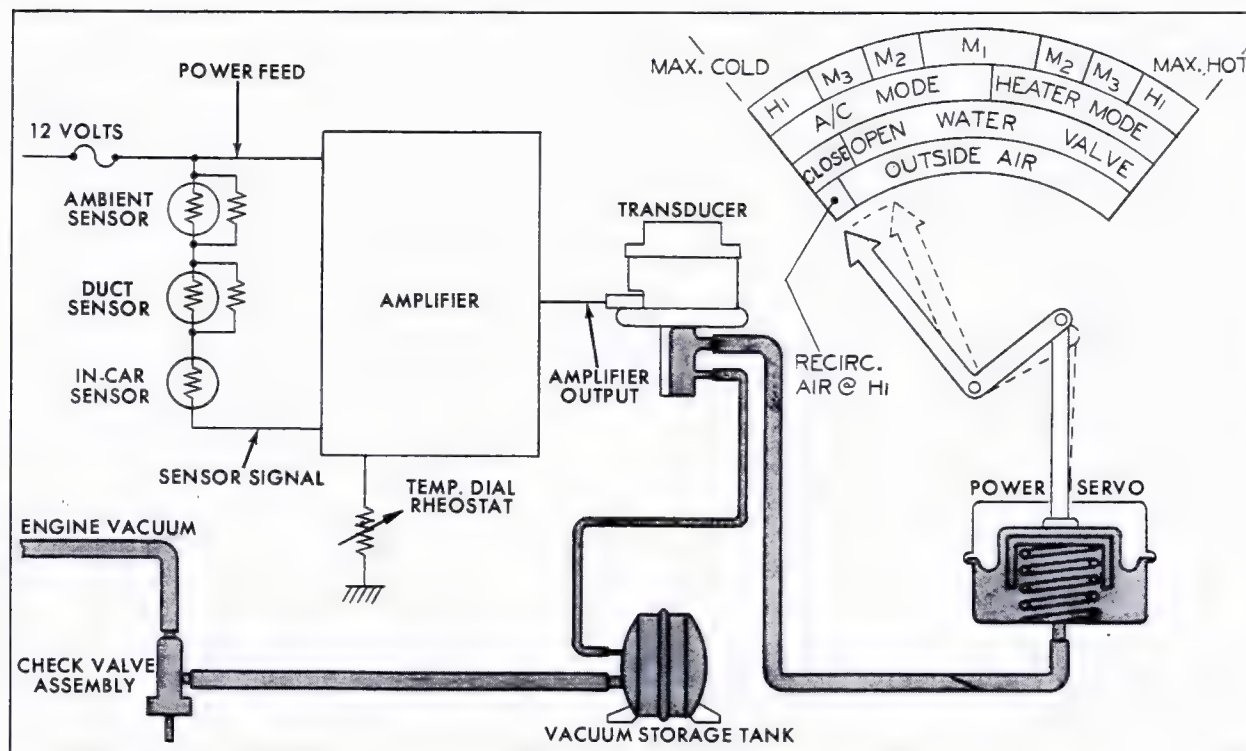 POWER FEED
12 VOLTS
AMBIENT
SENSOR
DUCT
SENSOR
IN-CAR
SENSOR
SENSOR SIGNAL
AMPLIFIER
TEMP. DIAL
RHEOSTAT
TRANSDUCER
AMPLIFIER
OUTPUT
MAX. COLD
HI M3 M2 M1 M2 M3 HI
MAX. HOT
A/C MODE HEATER MODE
CLOSE OPEN WATER VALVE
OUTSIDE AIR
RECIRC.
AIR @ HI
POWER SERVO
ENGINE VACUUM
CHECK VALVE
ASSEMBLY
VACUUM STORAGE TANK